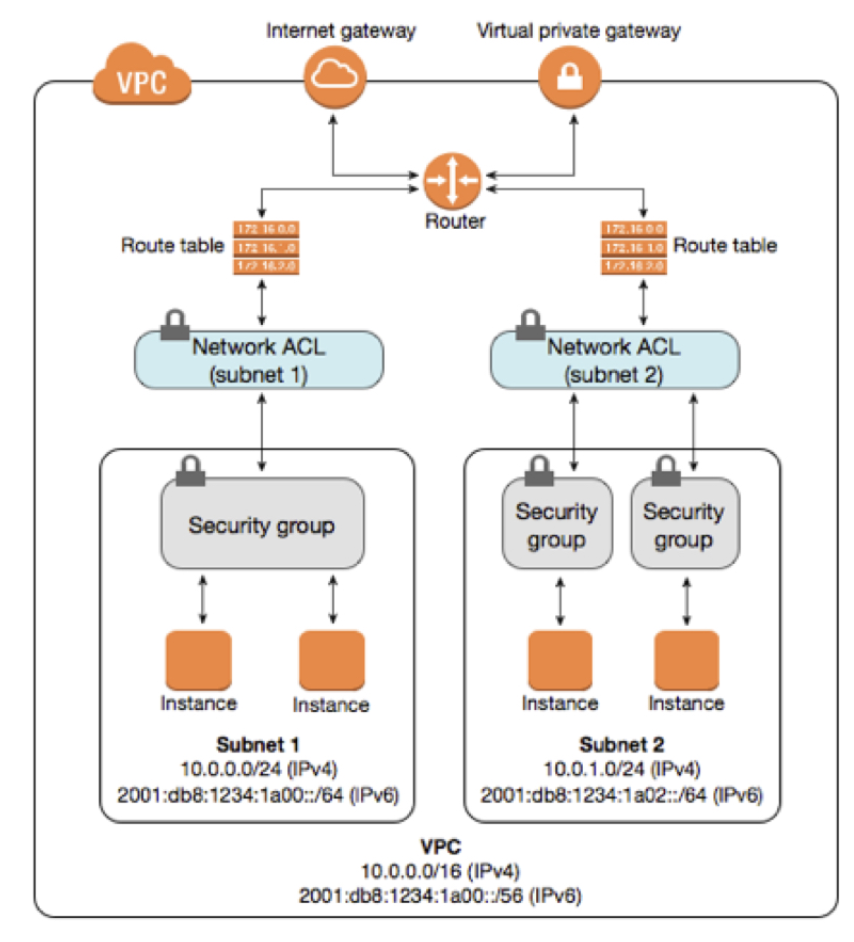 Internet gateway
Virtual private gateway
VPC
Router
Route table
172.16.0.0
172.16.1.0
172.16.2.0
172.16.0.0
172.16.1.0
172.16.2.0
Route table
Network ACL
(subnet 1)
Network ACL
(subnet 2)
Security group
Security
group
Security
group
Instance
Instance
Instance
Instance
Subnet 1
10.0.0.0/24 (IPv4)
2001:db8:1234:1a00::/64 (IPv6)
Subnet 2
10.0.1.0/24 (IPv4)
2001:db8:1234:1a02::/64 (IPv6)
VPC
10.0.0.0/16 (IPv4)
2001:db8:1234:1a00::/56 (IPv6)